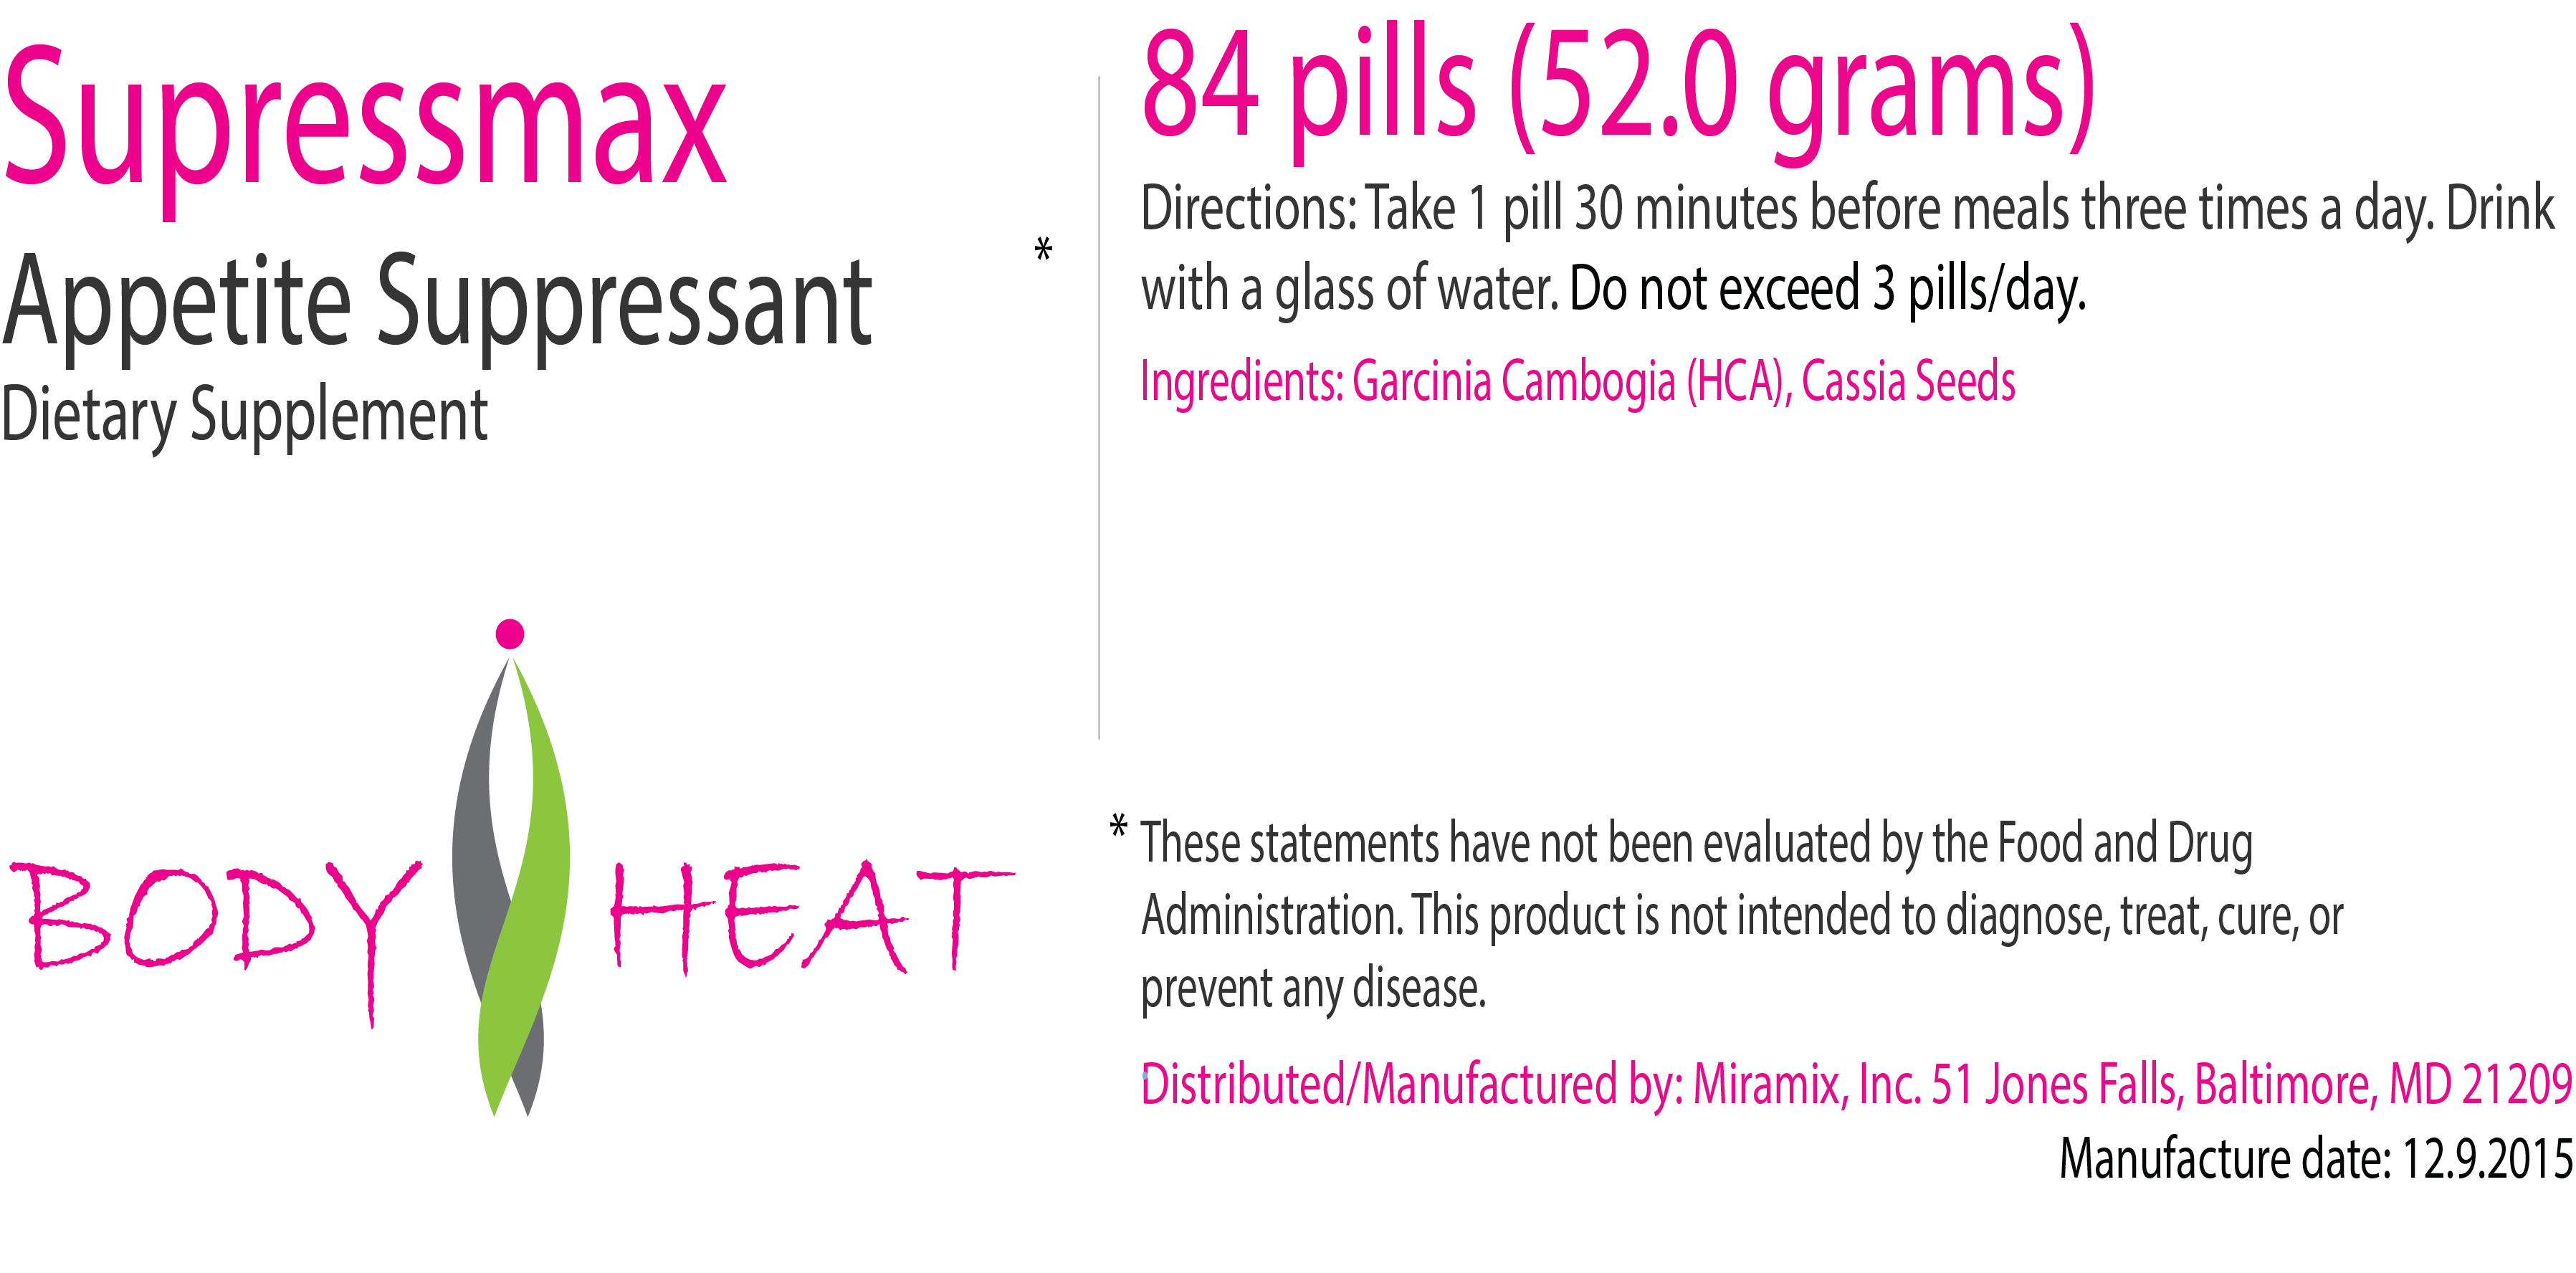 Supressmax
Appetite Suppressant
*
Dietary Supplement
BODY HEAT
84 pills (52.0 grams)
Directions: Take 1 pill 30 minutes before meals three times a day. Drink
with a glass of water. Do not exceed 3 pills/day.
Ingredients: Garcinia Cambogia (HCA), Cassia Seeds
* These statements have not been evaluated by the Food and Drug
Administration. This product is not intended to diagnose, treat, cure, or
prevent any disease.
Distributed/Manufactured by: Miramix, Inc. 51 Jones Falls, Baltimore, MD 21209
Manufacture date: 12.9.2015